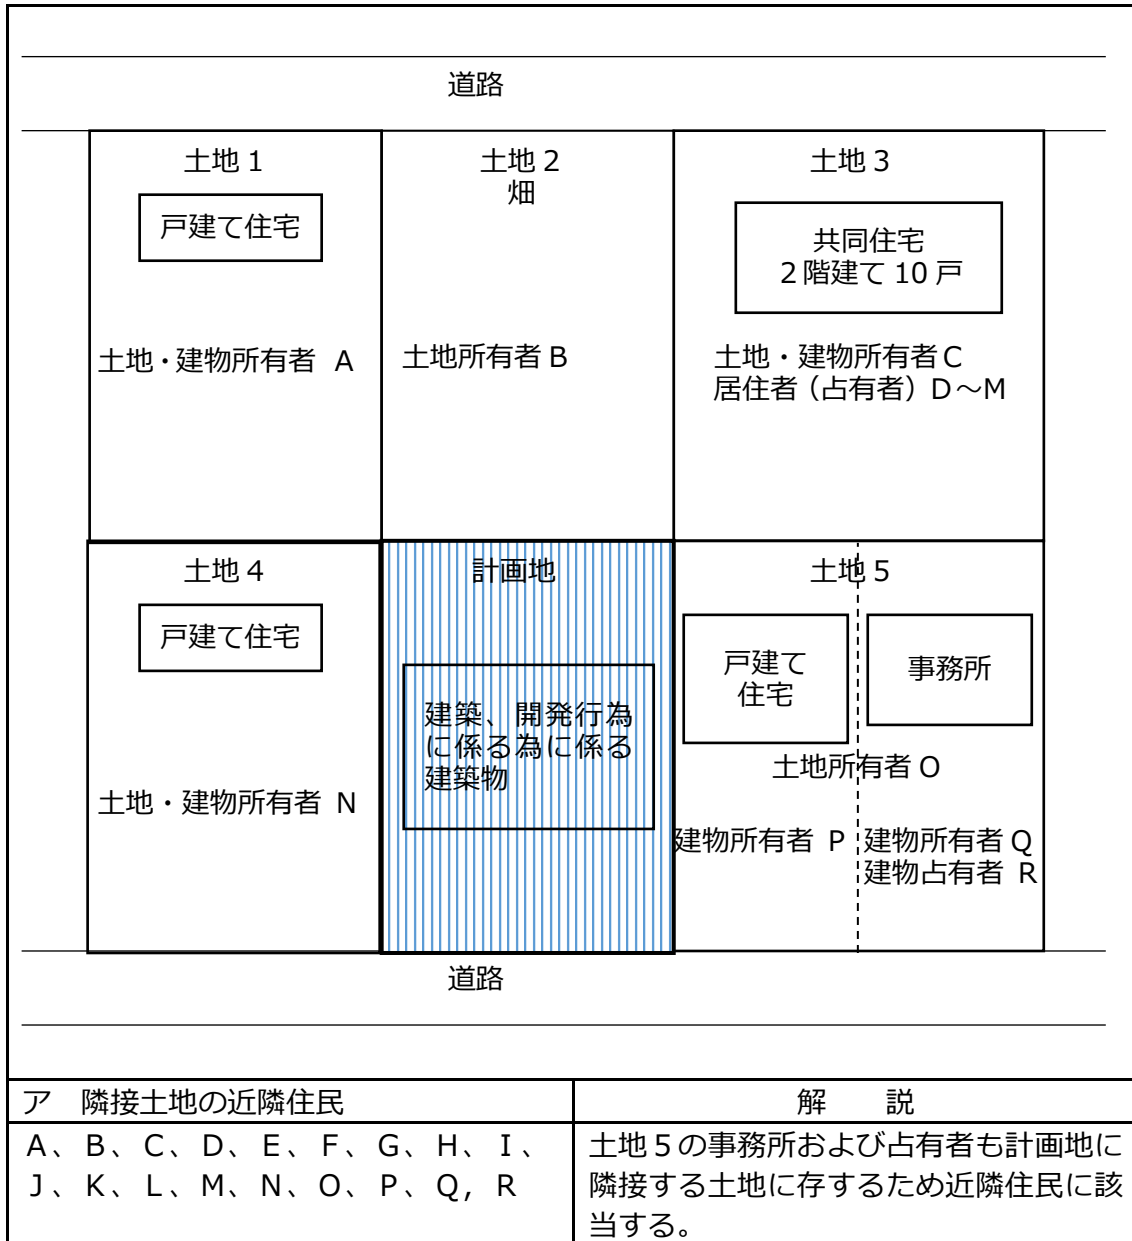 道路
土地１
戸建て住宅
土地・建物所有者 A
土地２
畑
土地所有者 B
土地３
共同住宅
２階建て 10 戸
土地・建物所有者 C
居住者（占有者）D～M
土地４
戸建て住宅
土地・建物所有者 N
計画地
建築、開発行為
に係る為に係る
建築物
土地５
戸建て
住宅
事務所
土地所有者 O
建物所有者 P
建物所有者 Q
建物占有者 R
道路
ア　隣接土地の近隣住民
解　　説
A、B、C、D、E、F、G、H、I、
J、K、L、M、N、O、P、Q, R
土地５の事務所および占有者も計画地に
隣接する土地に存するため近隣住民に該
当する。